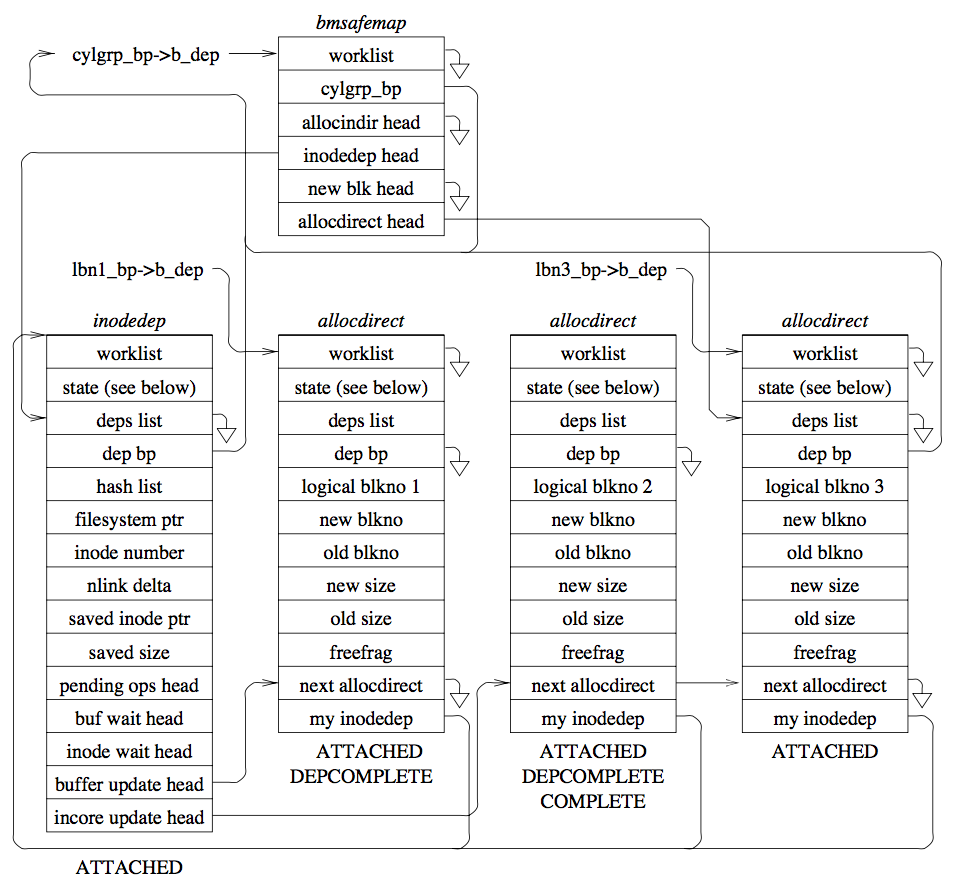 bmsafemap
cylgrp_bp->b_dep
worklist
cylgrp_bp
allocindir head
inodedep head
new blk head
allocdirect head
lbn1_bp->b_dep
lbn3_bp->b_dep
inodedep
worklist
state (see below)
deps list
dep bp
hash list
filesystem ptr
inode number
nlink delta
saved inode ptr
saved size
pending ops head
buf wait head
inode wait head
buffer update head
incore update head
ATTACHED
allocdirect
worklist
state (see below)
deps list
dep bp
logical blkno 1
new blkno
old blkno
new size
old size
freefrag
next allocdirect
my inodedep
ATTACHED
DEPCOMPLETE
allocdirect
worklist
state (see below)
deps list
dep bp
logical blkno 2
new blkno
old blkno
new size
old size
freefrag
next allocdirect
my inodedep
ATTACHED
DEPCOMPLETE
COMPLETE
allocdirect
worklist
state (see below)
deps list
dep bp
logical blkno 3
new blkno
old blkno
new size
old size
freefrag
next allocdirect
my inodedep
ATTACHED